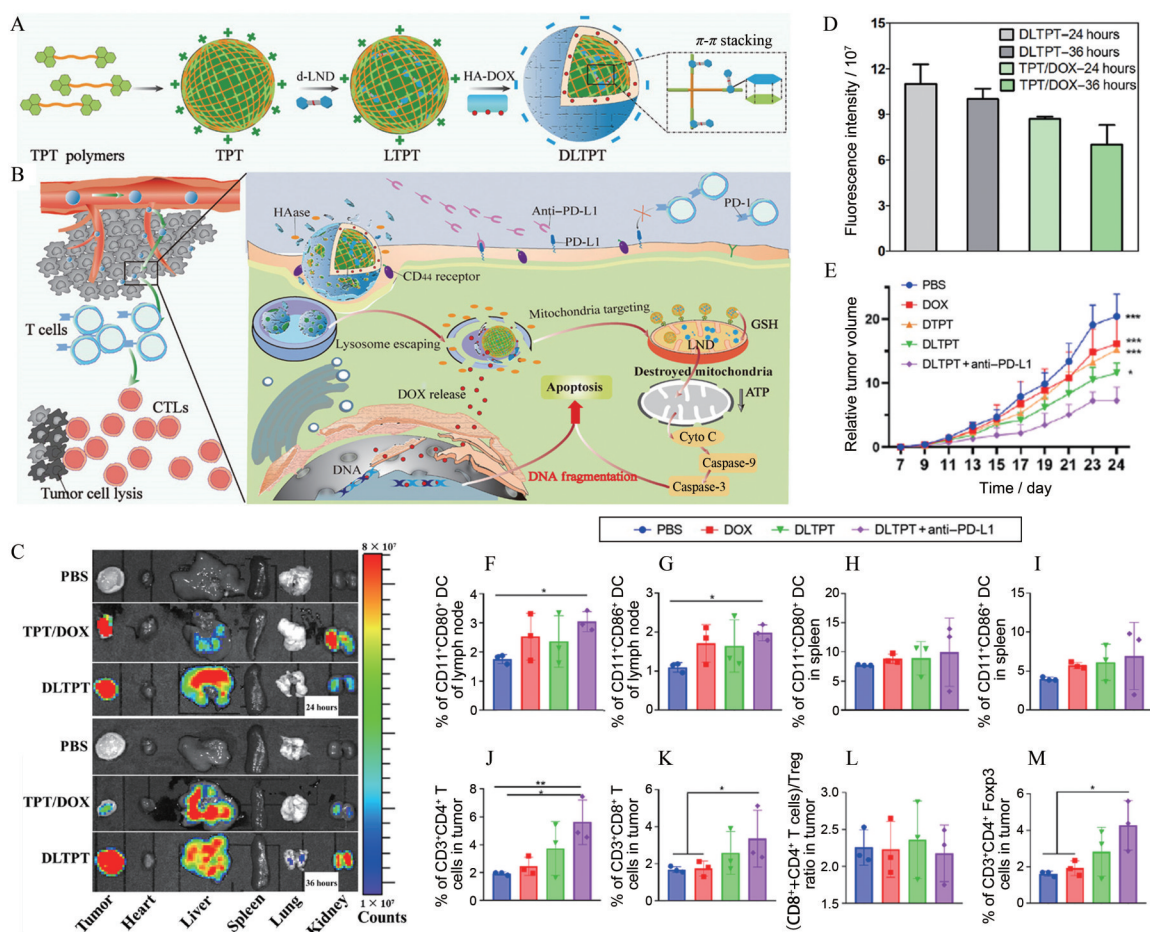 A
TPT polymers
TPT
d-LND
LTPT
HA-DOX
DLTPT
π-π stacking
B
T cells
CTLs
Tumor cell lysis
HAase
Anti-PD-L1
PD-L1
PD-1
CD44 receptor
Mitochondria targeting
GSH
Lysosome escaping
LND
Destroyed mitochondria
DOX release
Apoptosis
ATP
Cyto C
DNA
DNA fragmentation
Caspase-9
Caspase-3
C
PBS
TPT/DOX
DLTPT
24 hours
PBS
TPT/DOX
DLTPT
36 hours
Tumor
Heart
Liver
Spleen
Lung
Kidney
8 × 10⁷
1 × 10⁷
Counts
D
Fluorescence intensity / 10⁷
12
9
6
3
0
DLTPT–24 hours
DLTPT–36 hours
TPT/DOX–24 hours
TPT/DOX–36 hours
E
Relative tumor volume
20
15
10
5
0
PBS
DOX
DTPT
DLTPT
DLTPT+anti–PD-L1
***
***
***
*
7 9 11 13 15 17 19 21 23 24
Time / day
PBS DOX DLTPT DLTPT+anti-PD-L1
F
% of CD11⁺CD80⁺ DC
of lymph node
4
3
2
1
0
*
G
% of CD11⁺CD86⁺ DC
of lymph node
3
2
1
0
*
H
% of CD11⁺CD80⁺ DC
in spleen
20
15
10
5
0
I
% of CD11⁺CD86⁺ DC
in spleen
15
10
5
0
J
% of CD3⁺CD4⁺ T
cells in tumor
8
6
4
2
0
**
*
K
% of CD3⁺CD8⁺ T
cells in tumor
6
4
2
0
*
L
(CD8⁺+CD4⁺ T cells)/Treg
ratio in tumor
3.0
2.5
2.0
1.5
M
% of CD3⁺CD4⁺ Foxp3
cells in tumor
6
4
2
0
*